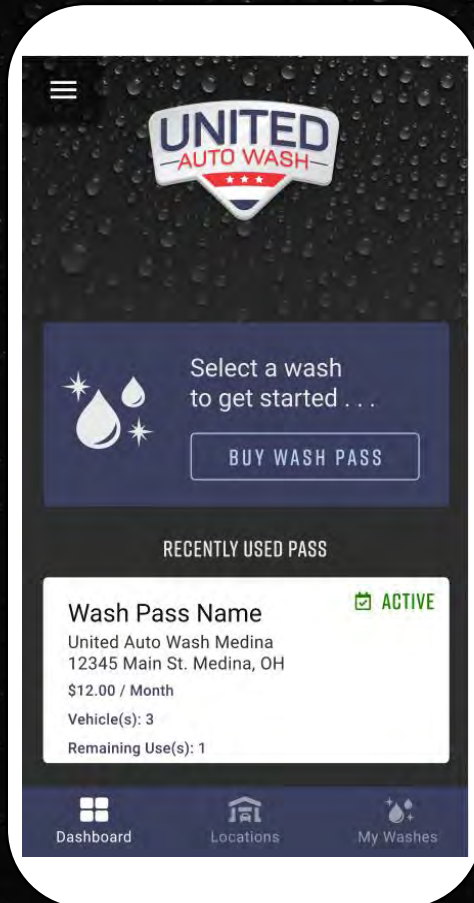 UNITED
AUTO WASH
Select a wash
to get started . . .
BUY WASH PASS
RECENTLY USED PASS
ACTIVE
Wash Pass Name
United Auto Wash Medina
12345 Main St. Medina, OH
$12.00 / Month
Vehicle(s): 3
Remaining Use(s): 1
Dashboard
Locations
My Washes